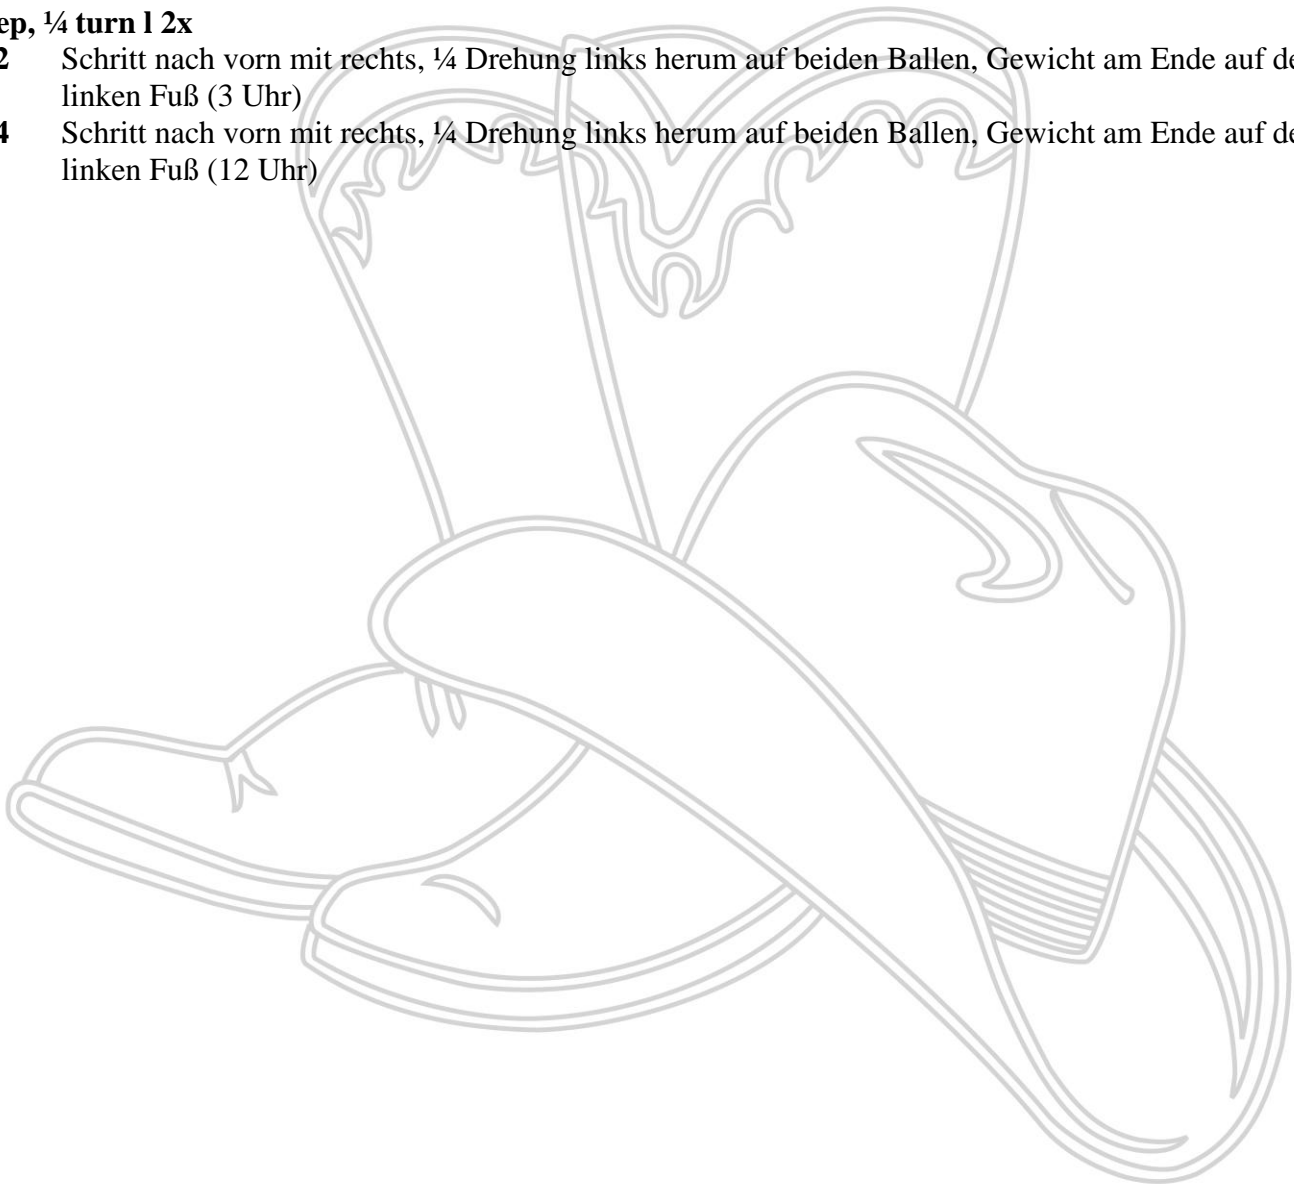 ep, ¼ turn l 2x
2 Schritt nach vorn mit rechts, ¼ Drehung links herum auf beiden Ballen, Gewicht am Ende auf de
linken Fuß (3 Uhr)
4 Schritt nach vorn mit rechts, ¼ Drehung links herum auf beiden Ballen, Gewicht am Ende auf de
linken Fuß (12 Uhr)